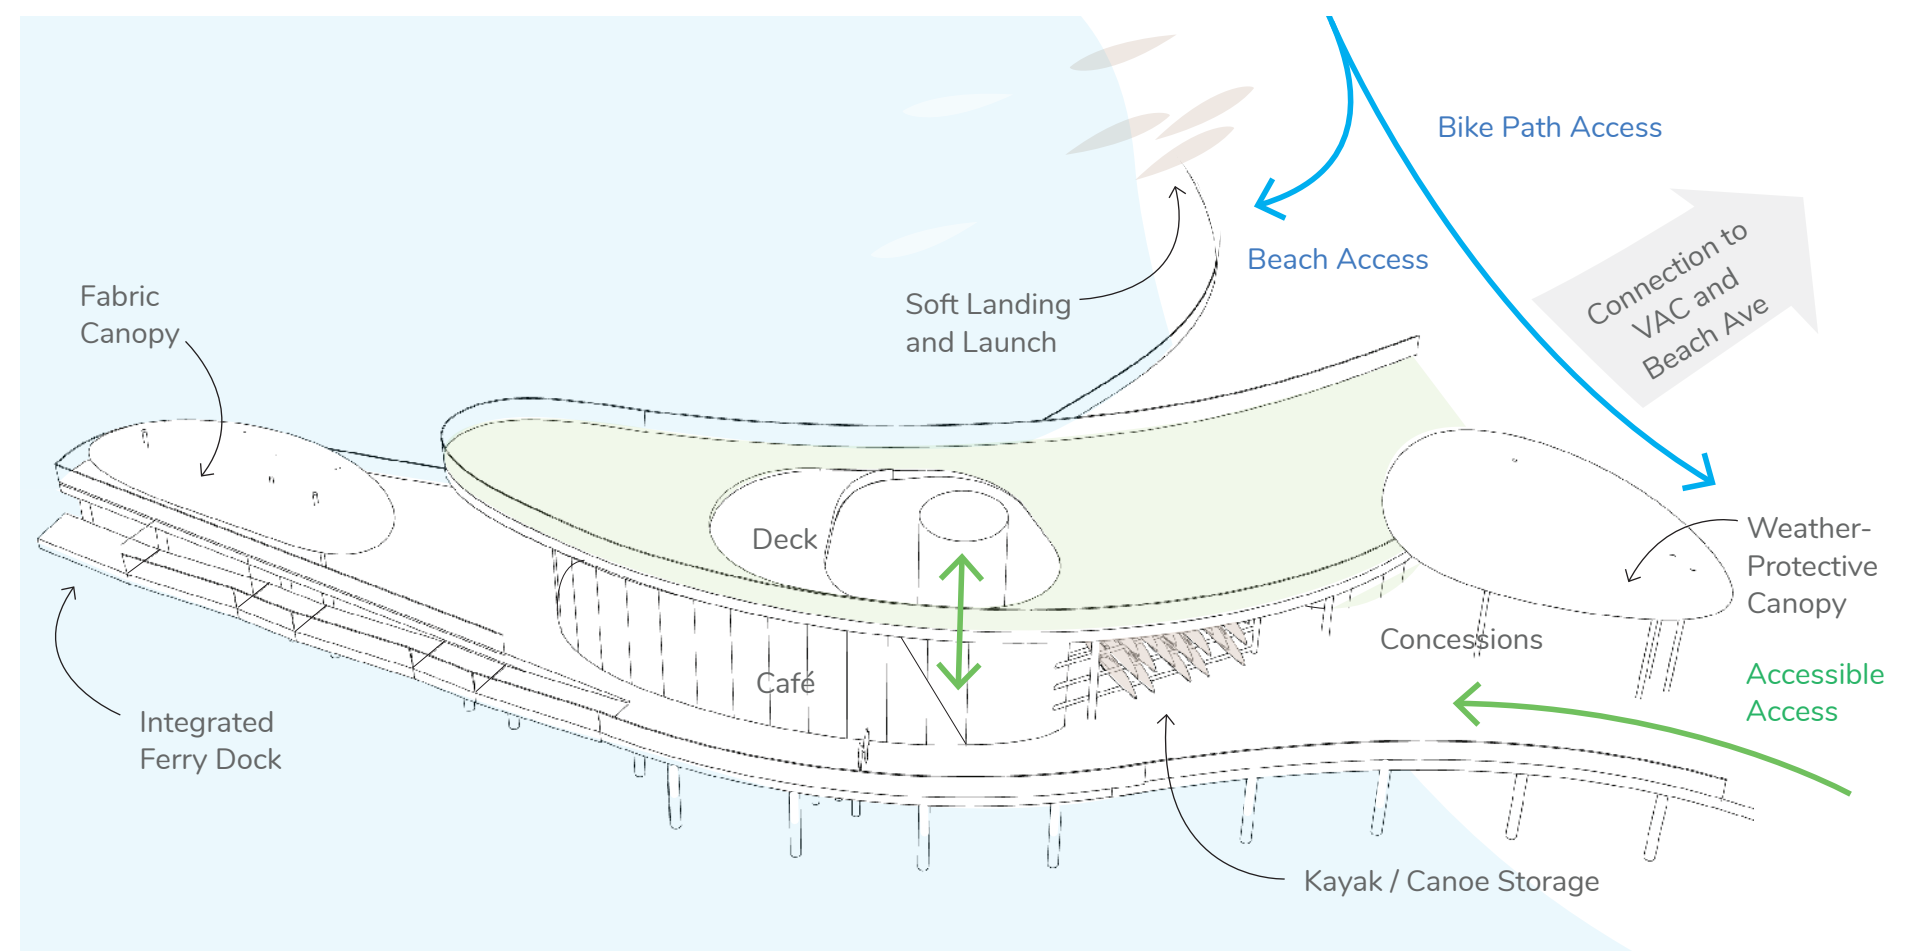 Bike Path Access
Connection to
VAC and
Beach Ave
Beach Access
Fabric
Canopy
Soft Landing
and Launch
Deck
Weather-
Protective
Canopy
Concessions
Café
Accessible
Access
Integrated
Ferry Dock
Kayak / Canoe Storage